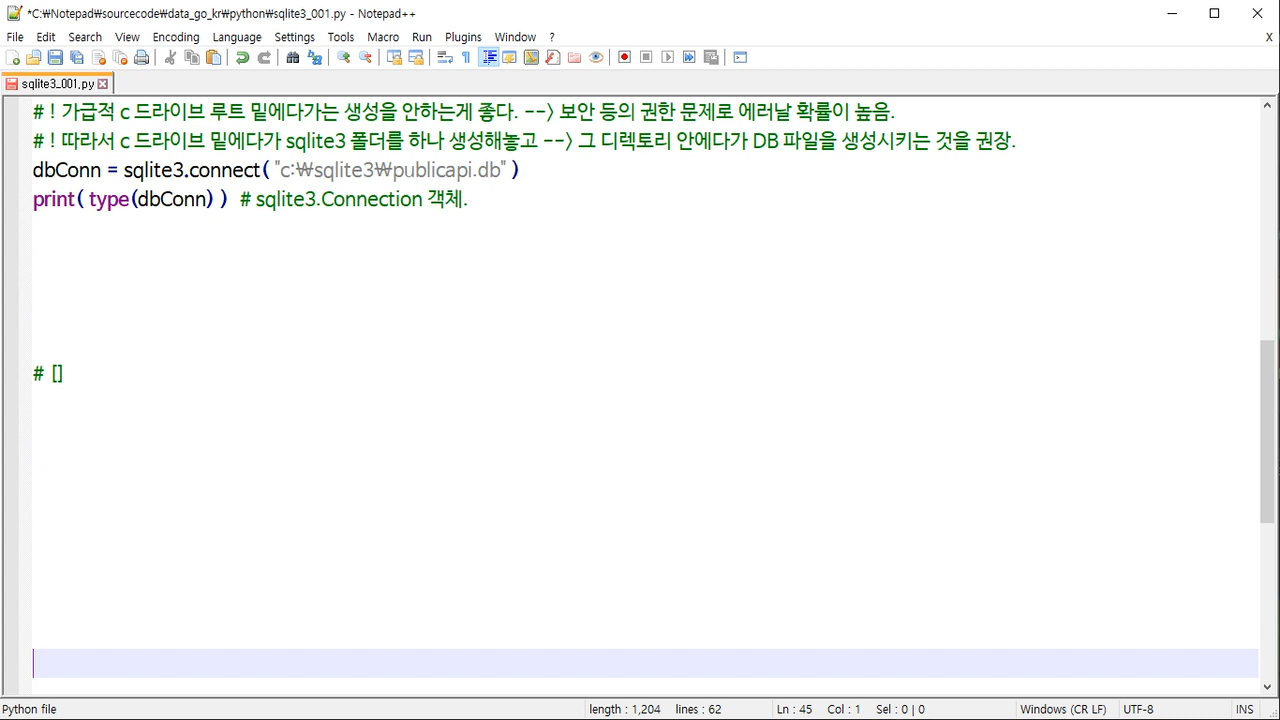 *C:₩Notepad₩sourcecode₩data_go_kr₩python₩sqlite3_001.py - Notepad++
File Edit Search View Encoding Language Settings Tools Macro Run Plugins Window ? X
sqlite3_001.py
# ! 가급적 c 드라이브 루트 밑에다가는 생성을 안하는게 좋다. --> 보안 등의 권한 문제로 에러날 확률이 높음.
# ! 따라서 c 드라이브 밑에다가 sqlite3 폴더를 하나 생성해놓고 --> 그 디렉토리 안에다가 DB 파일을 생성시키는 것을 권장.
dbConn = sqlite3.connect( "c:₩sqlite3₩publicapi.db" )
print( type(dbConn) ) # sqlite3.Connection 객체.
# []
Python file length : 1,204 lines : 62 Ln : 45 Col : 1 Sel : 0 | 0 Windows (CR LF) UTF-8 INS